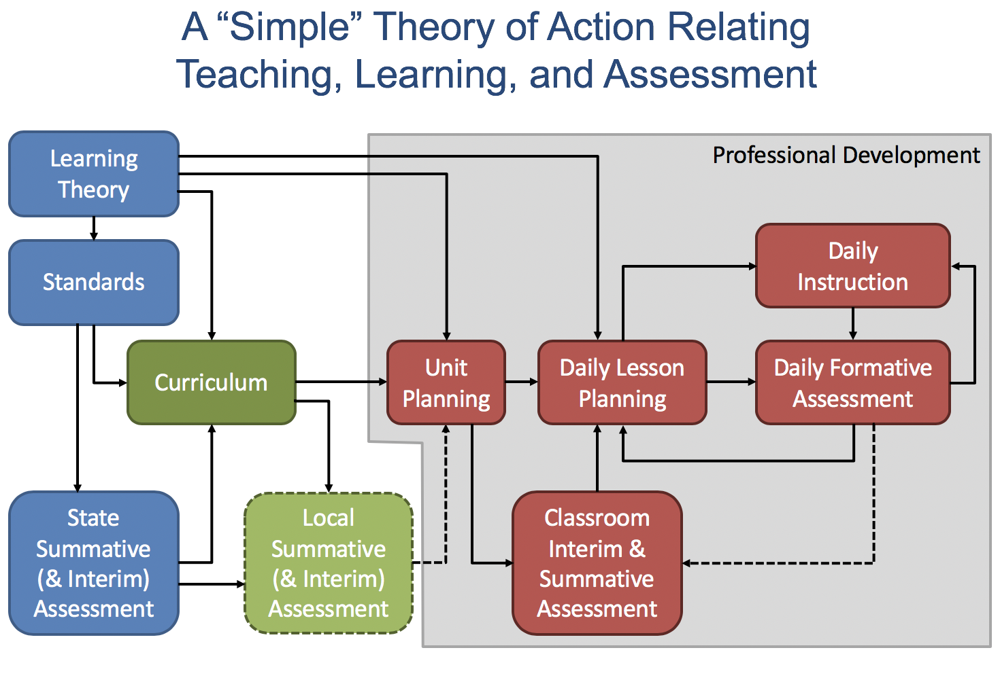 A “Simple” Theory of Action Relating
Teaching, Learning, and Assessment
Learning
Theory
Professional Development
Standards
Daily
Instruction
Curriculum
Unit
Planning
Daily Lesson
Planning
Daily Formative
Assessment
State
Summative
(& Interim)
Assessment
Local
Summative
(& Interim)
Assessment
Classroom
Interim &
Summative
Assessment